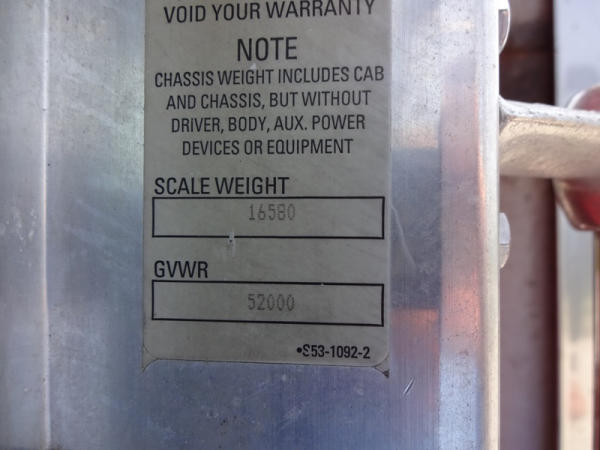 VOID YOUR WARRANTY
NOTE
CHASSIS WEIGHT INCLUDES CAB
AND CHASSIS, BUT WITHOUT
DRIVER, BODY, AUX. POWER
DEVICES OR EQUIPMENT
SCALE WEIGHT
16580
GVWR
52000
•S53-1092-2